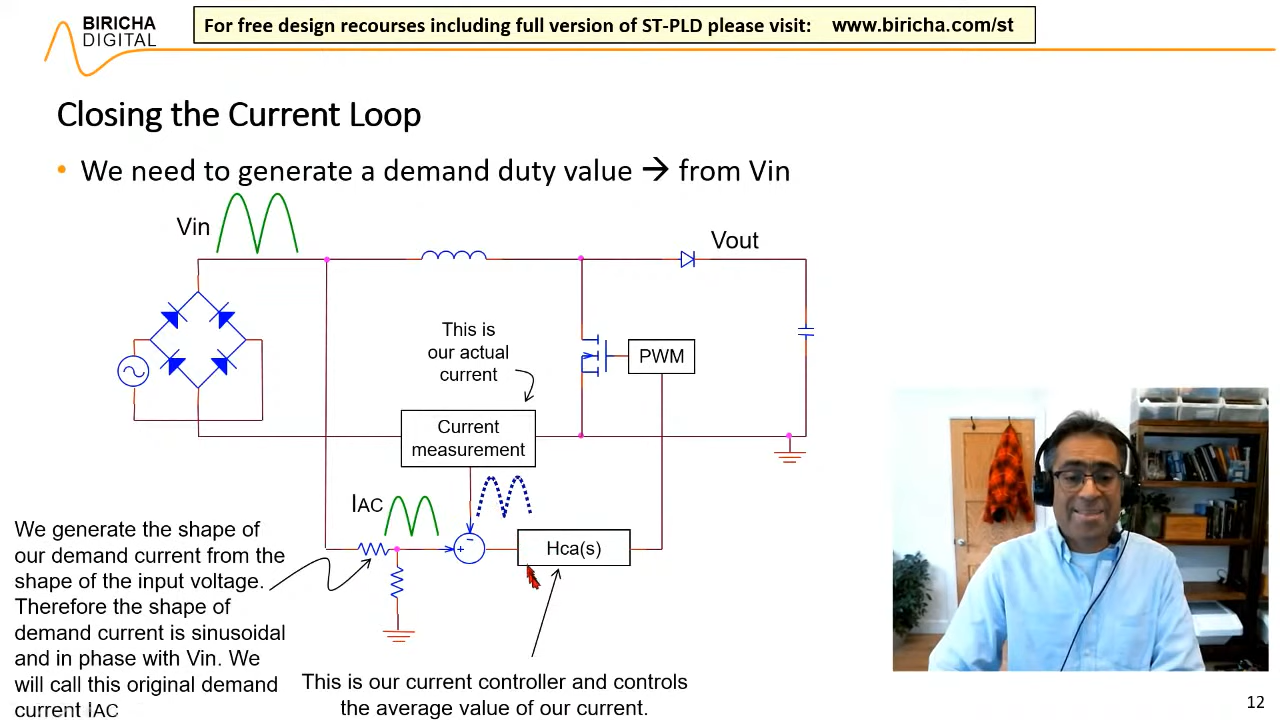 BIRICHA
DIGITAL
For free design recourses including full version of ST-PLD please visit: www.biricha.com/st
Closing the Current Loop
• We need to generate a demand duty value → from Vin
Vin
Vout
This is
our actual
current
PWM
Current
measurement
IAC
-
+
Hca(s)
We generate the shape of
our demand current from the
shape of the input voltage.
Therefore the shape of
demand current is sinusoidal
and in phase with Vin. We
will call this original demand
current IAC
This is our current controller and controls
the average value of our current.
12